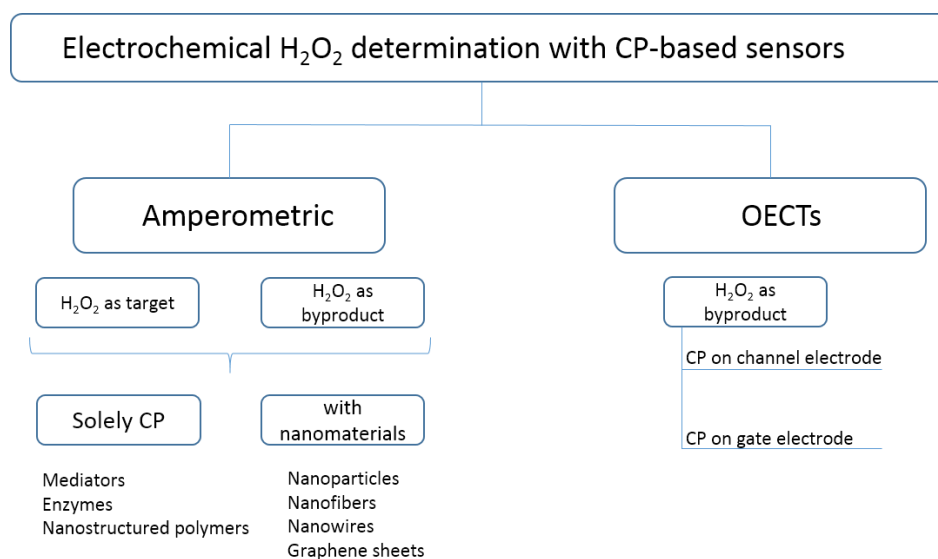 Electrochemical H₂O₂ determination with CP-based sensors
Amperometric
OECTs
H₂O₂ as target
H₂O₂ as
byproduct
H₂O₂ as
byproduct
CP on channel electrode
CP on gate electrode
Solely CP
with
nanomaterials
Mediators
Enzymes
Nanostructured polymers
Nanoparticles
Nanofibers
Nanowires
Graphene sheets